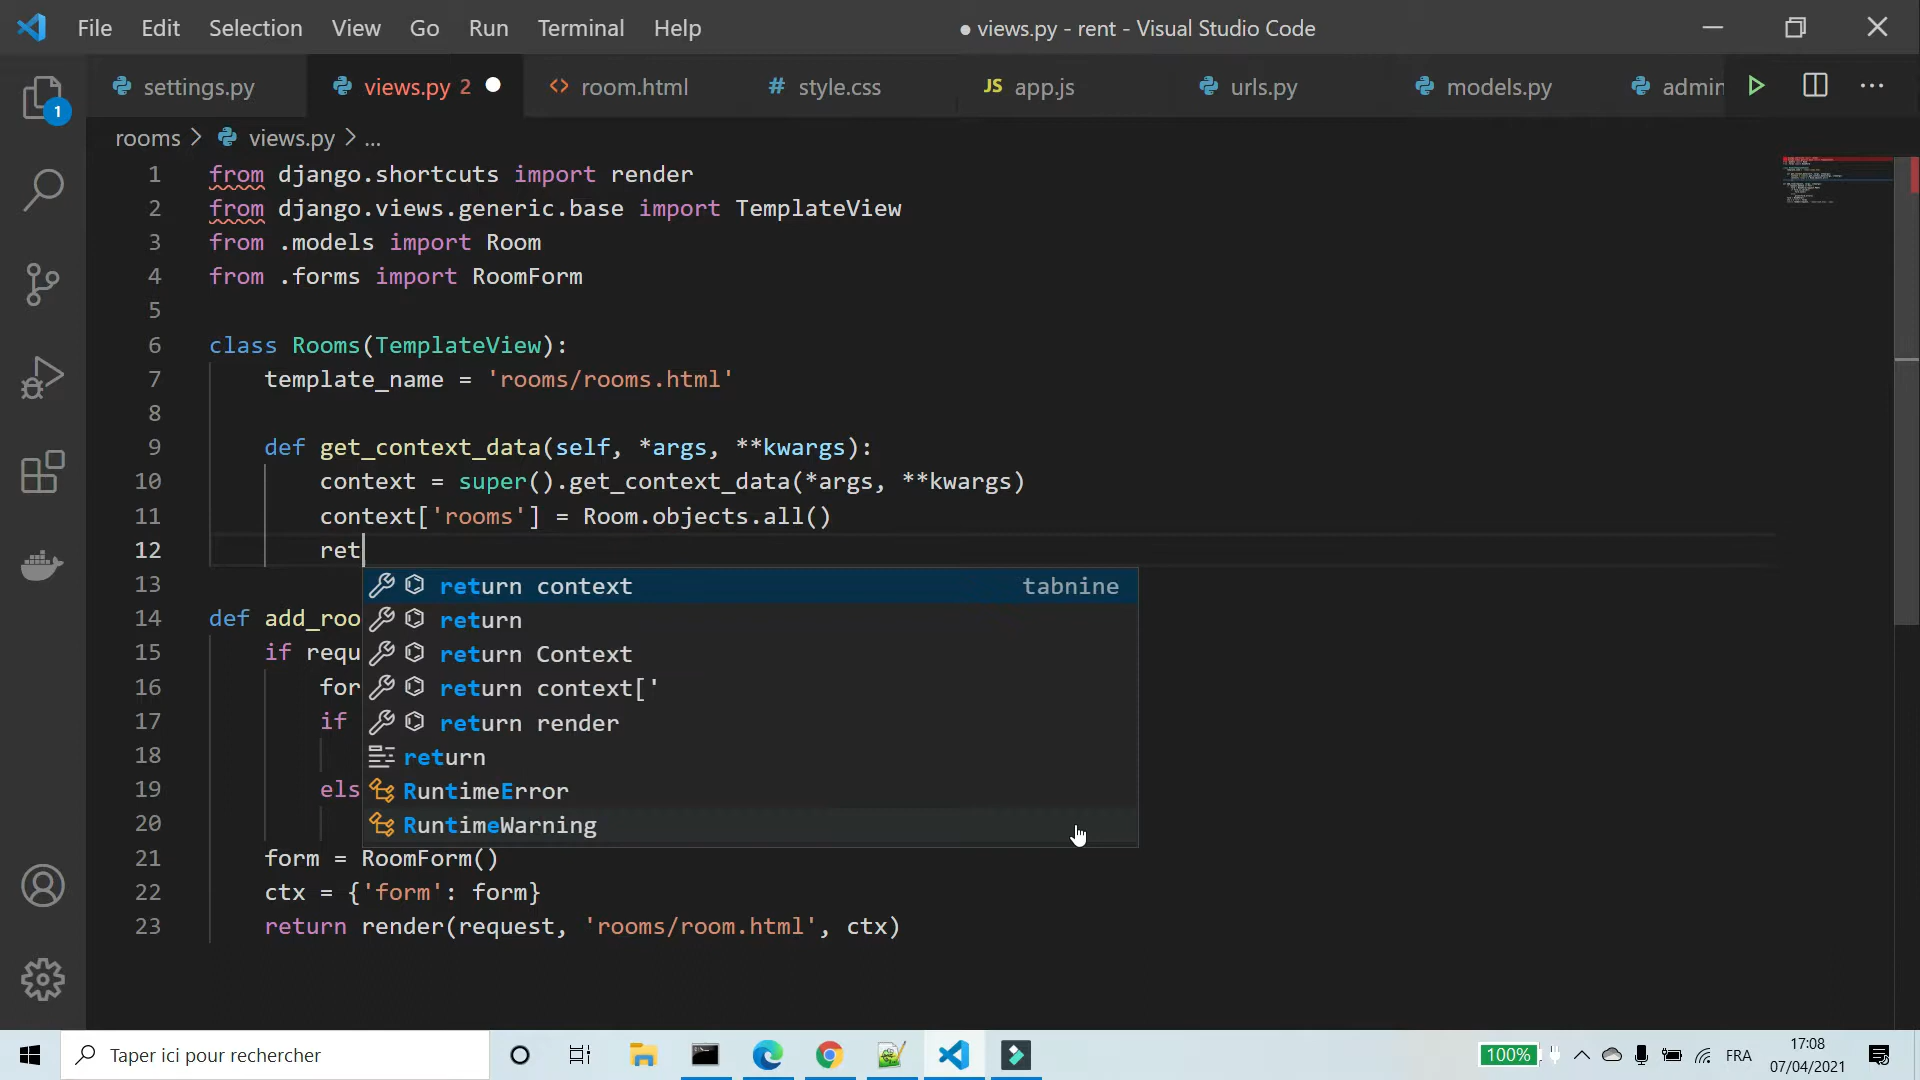 File Edit Selection View Go Run Terminal Help ● views.py - rent - Visual Studio Code
1 settings.py views.py 2 room.html # style.css JS app.js urls.py models.py admin
rooms > views.py > ...
1 from django.shortcuts import render
2 from django.views.generic.base import TemplateView
3 from .models import Room
4 from .forms import RoomForm
5
6 class Rooms(TemplateView):
7 template_name = 'rooms/rooms.html'
8
9 def get_context_data(self, *args, **kwargs):
10 context = super().get_context_data(*args, **kwargs)
11 context['rooms'] = Room.objects.all()
12 ret
13 return context tabnine
return
14 def add_roo
15 if requ return Context
16 for return context['
17 if return render
18 return
19 els RuntimeError
20 RuntimeWarning
21 form = RoomForm()
22 ctx = {'form': form}
23 return render(request, 'rooms/room.html', ctx)
Taper ici pour rechercher 100% FRA 17:08
07/04/2021